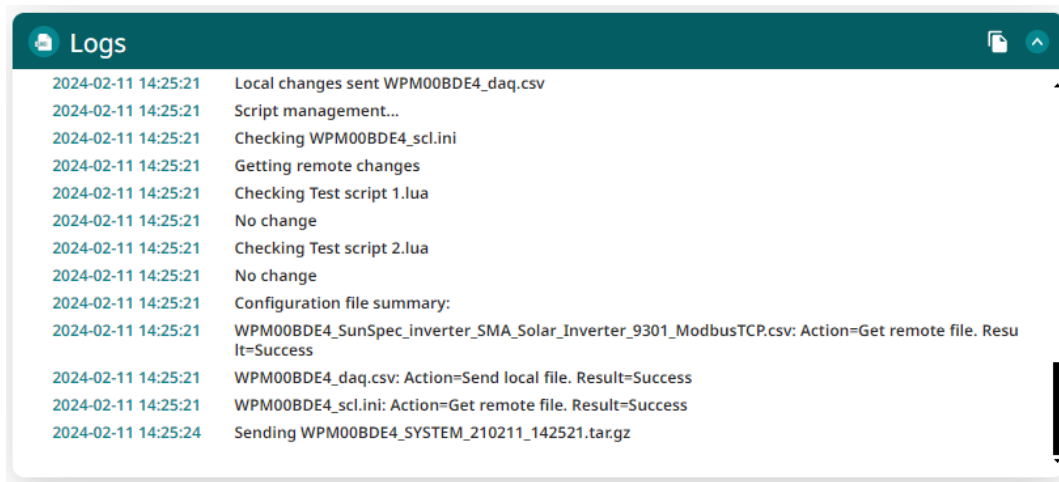 Logs
2024-02-11 14:25:21 Local changes sent WPM00BDE4_daq.csv
2024-02-11 14:25:21 Script management...
2024-02-11 14:25:21 Checking WPM00BDE4_scl.ini
2024-02-11 14:25:21 Getting remote changes
2024-02-11 14:25:21 Checking Test script 1.lua
2024-02-11 14:25:21 No change
2024-02-11 14:25:21 Checking Test script 2.lua
2024-02-11 14:25:21 No change
2024-02-11 14:25:21 Configuration file summary:
2024-02-11 14:25:21 WPM00BDE4_SunSpec_inverter_SMA_Solar_Inverter_9301_ModbusTCP.csv: Action=Get remote file. Resu
lt=Success
2024-02-11 14:25:21 WPM00BDE4_daq.csv: Action=Send local file. Result=Success
2024-02-11 14:25:21 WPM00BDE4_scl.ini: Action=Get remote file. Result=Success
2024-02-11 14:25:24 Sending WPM00BDE4_SYSTEM_210211_142521.tar.gz